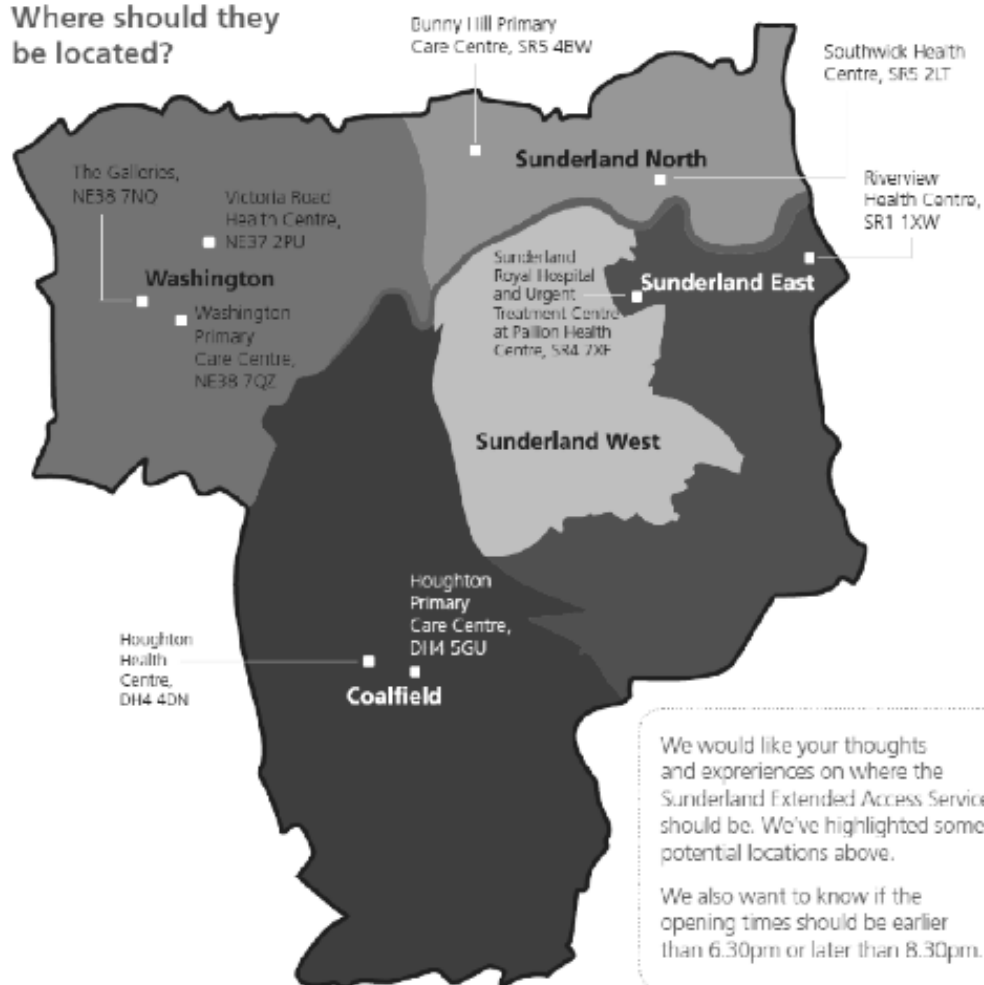 Where should they
be located?
Bunny Hill Primary
Care Centre, SR5 4BW
Southwick Health
Centre, SR5 2LT
Sunderland North
The Galleries,
NE38 7NQ
Victoria Road
Health Centre,
NE37 2PU
Riverview
Health Centre,
SR1 1XW
Washington
Sunderland
Royal Hospital
and Urgent
Treatment Centre
at Pallion Health
Centre, SR4 7XF
Sunderland East
Washington
Primary
Care Centre,
NE38 7QZ
Sunderland West
Houghton
Primary
Care Centre,
DH4 5GU
Houghton
Health
Centre,
DH4 4DN
Coalfield
We would like your thoughts
and expreriences on where the
Sunderland Extended Access Service
should be. We've highlighted some
potential locations above.
We also want to know if the
opening times should be earlier
than 6.30pm or later than 8.30pm.